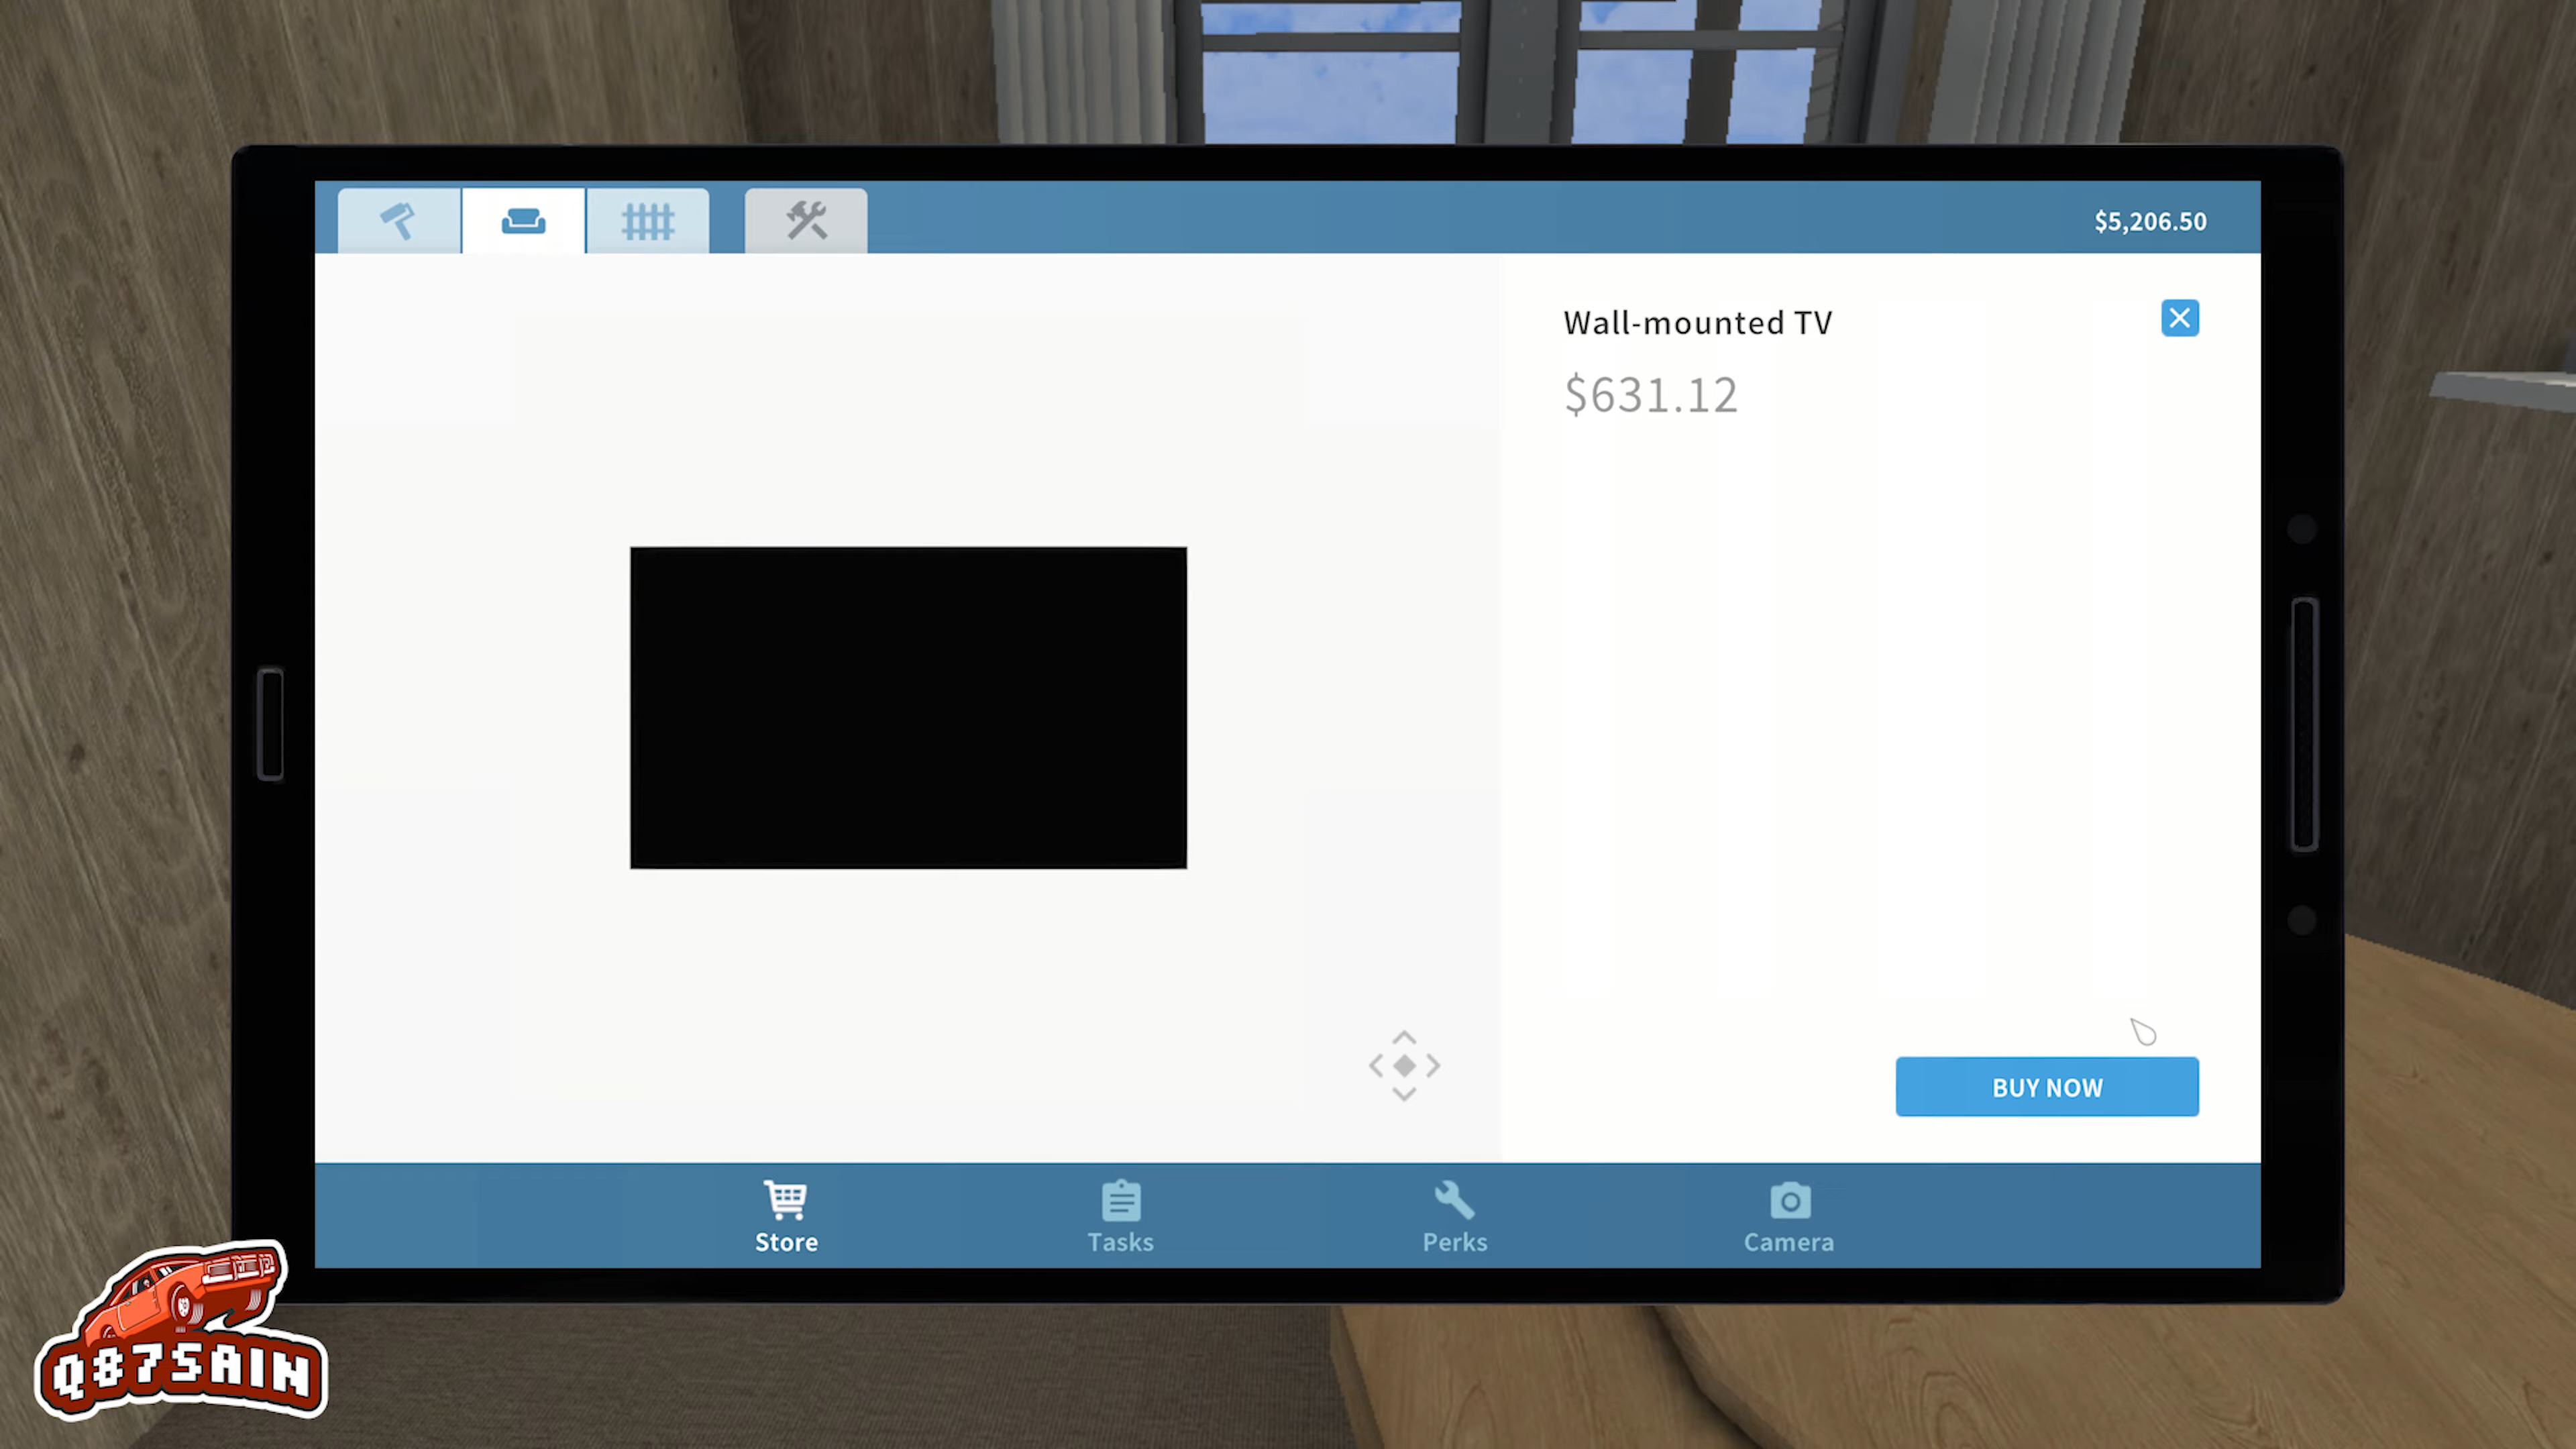 $5,206.50
Wall-mounted TV
$631.12
BUY NOW
Store
Tasks
Perks
Camera
Q87SAIN